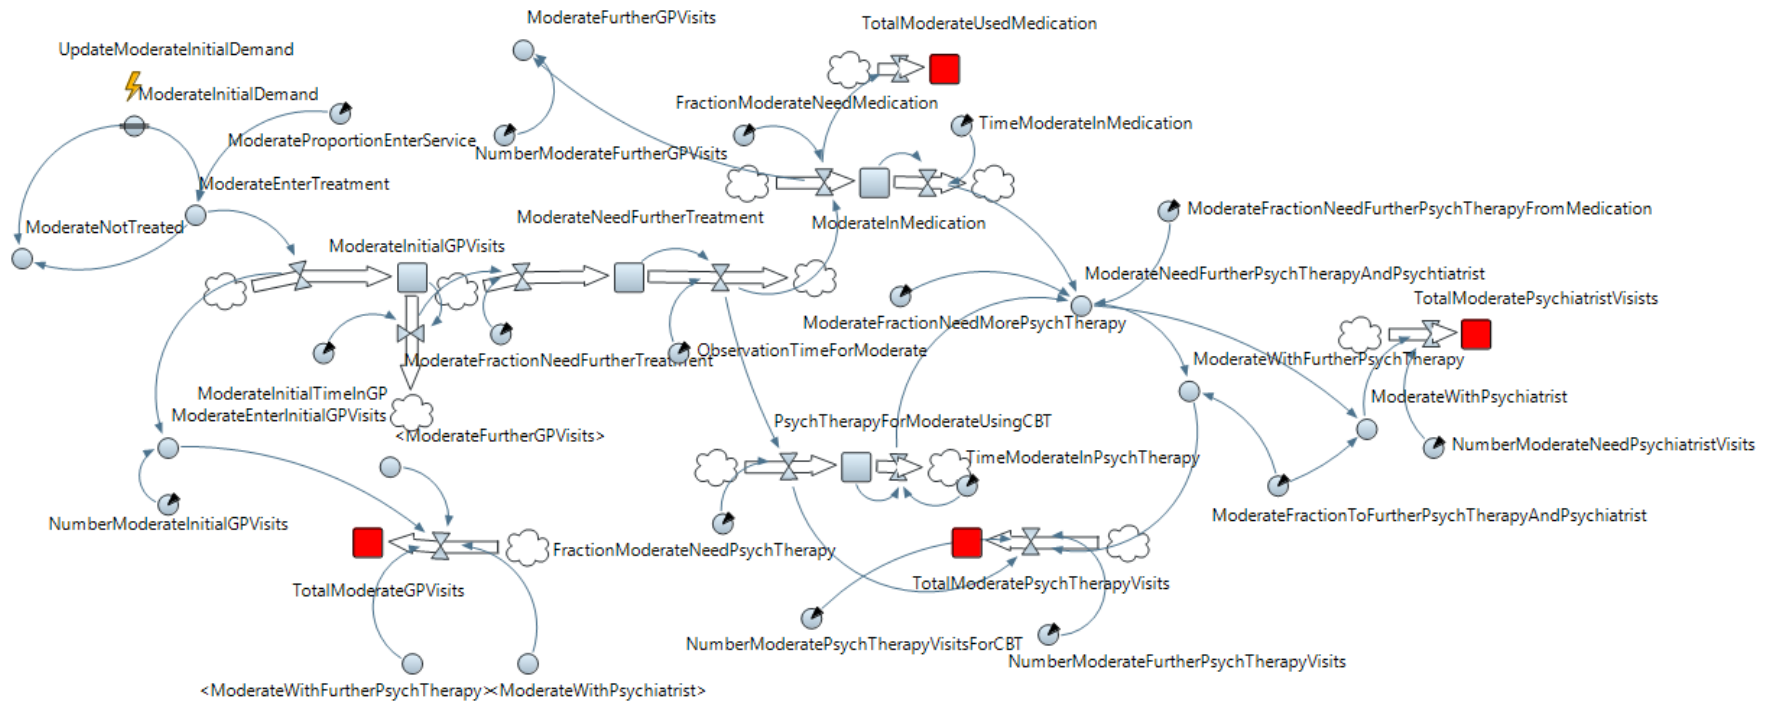 ModerateFurtherGPVisits
TotalModerateUsedMedication
UpdateModerateInitialDemand
ModerateInitialDemand
FractionModerateNeedMedication
TimeModerateInMedication
ModerateProportionEnterService
NumberModerateFurtherGPVisits
ModerateEnterTreatment
ModerateNeedFurtherTreatment
ModerateInMedication
ModerateFractionNeedFurtherPsychTherapyFromMedication
ModerateNotTreated
ModerateInitialGPVisits
ModerateNeedFurtherPsychTherapyAndPsychtiatrist
TotalModeratePsychiatristVisists
ModerateFractionNeedMorePsychTherapy
ObservationTimeForModerate
ModerateFractionNeedFurtherTreatment
ModerateWithFurtherPsychTherapy
ModerateInitialTimeInGP
ModerateWithPsychiatrist
ModerateEnterInitialGPVisits
PsychTherapyForModerateUsingCBT
<ModerateFurtherGPVisits>
NumberModerateNeedPsychiatristVisits
TimeModerateInPsychTherapy
NumberModerateInitialGPVisits
ModerateFractionToFurtherPsychTherapyAndPsychiatrist
FractionModerateNeedPsychTherapy
TotalModerateGPVisits
TotalModeratePsychTherapyVisits
NumberModeratePsychTherapyVisitsForCBT
NumberModerateFurtherPsychTherapyVisits
<ModerateWithFurtherPsychTherapy>
<ModerateWithPsychiatrist>